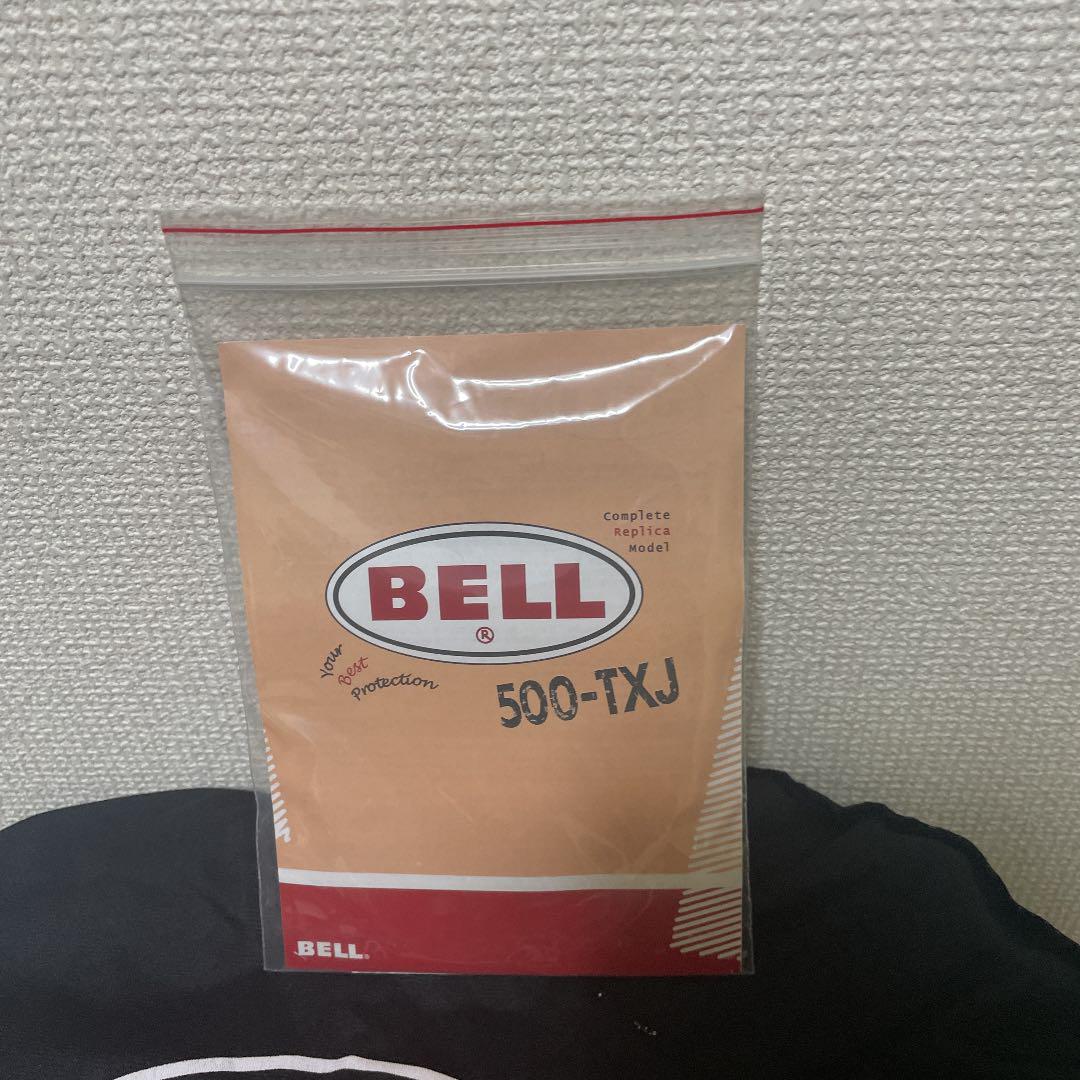 Complete
Replica
Model
BELL
®
Your
Best
Protection
500-TXJ
BELL®